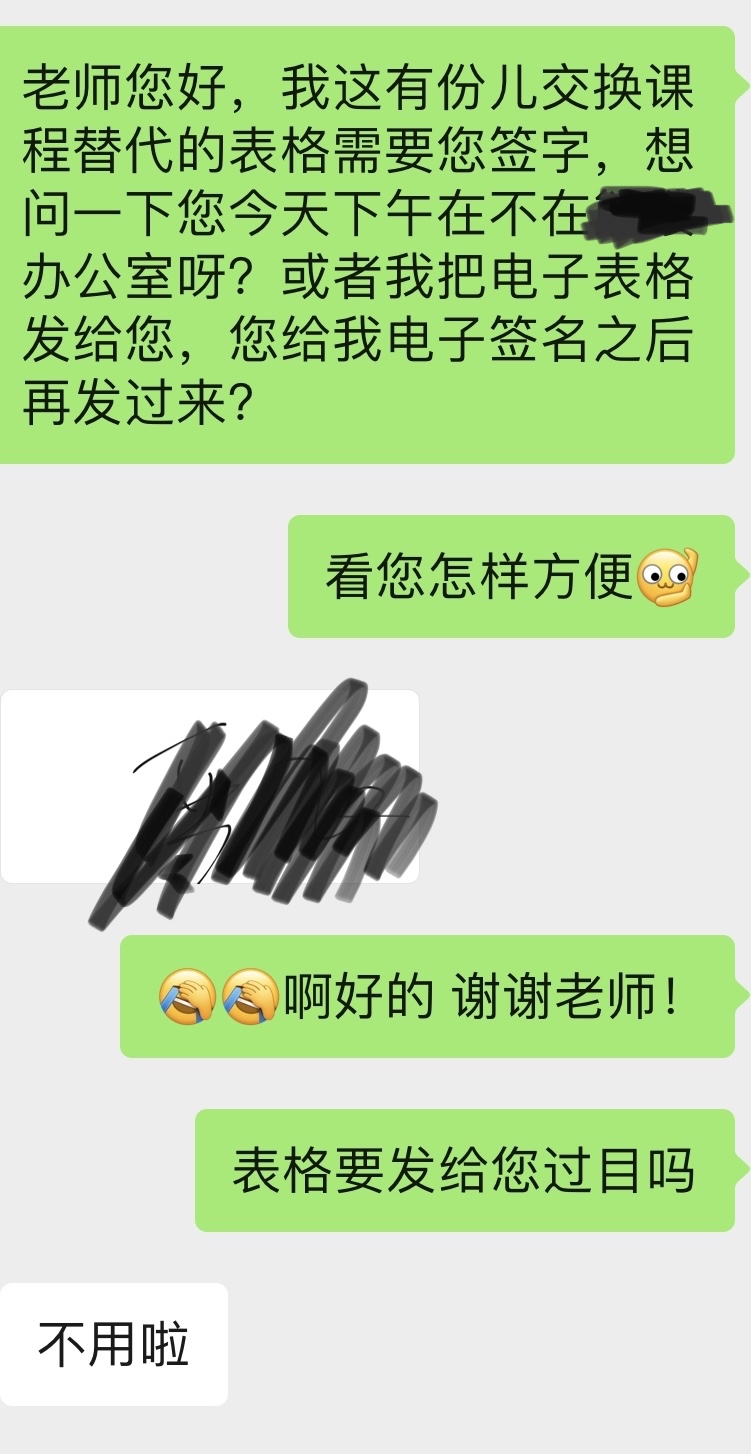 老师您好，我这有份儿交换课
程替代的表格需要您签字，想
问一下您今天下午在不在
办公室呀？或者我把电子表格
发给您，您给我电子签名之后
再发过来？
看您怎样方便
啊好的 谢谢老师！
表格要发给您过目吗
不用啦